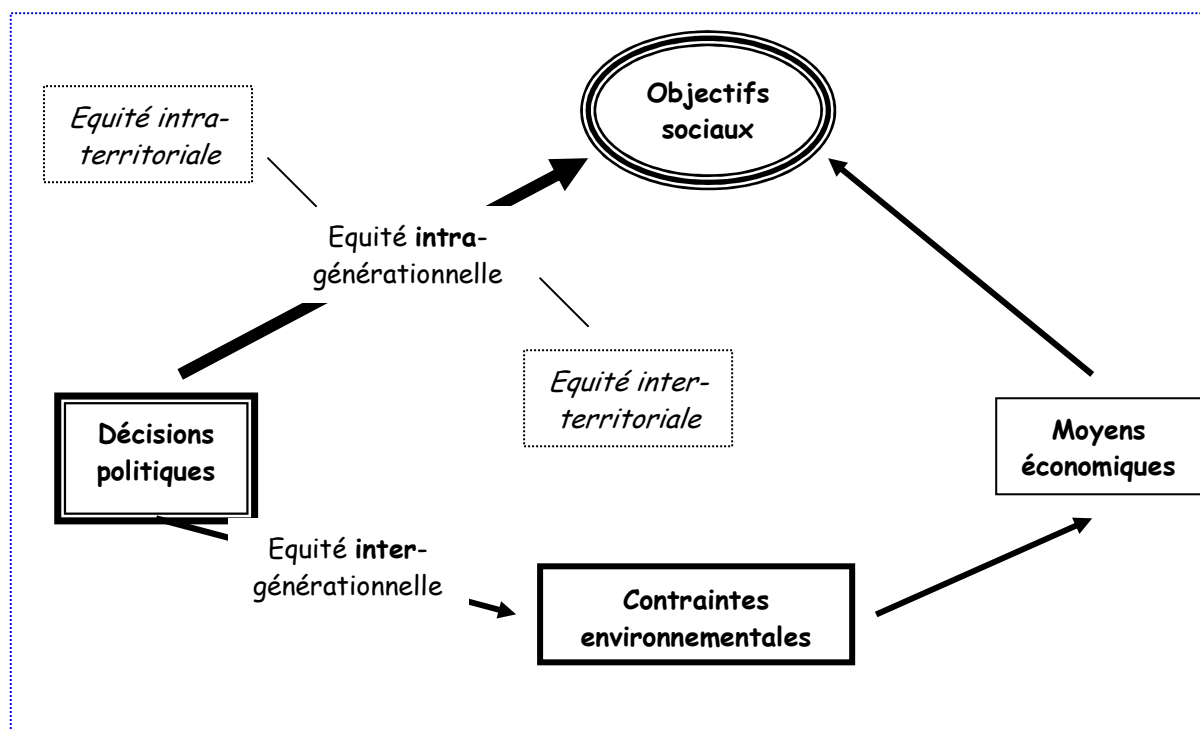 Objectifs
sociaux
Equité intra-
territoriale
Equité intra-
générationnelle
Equité inter-
territoriale
Décisions
politiques
Moyens
économiques
Equité inter-
générationnelle
Contraintes
environnementales